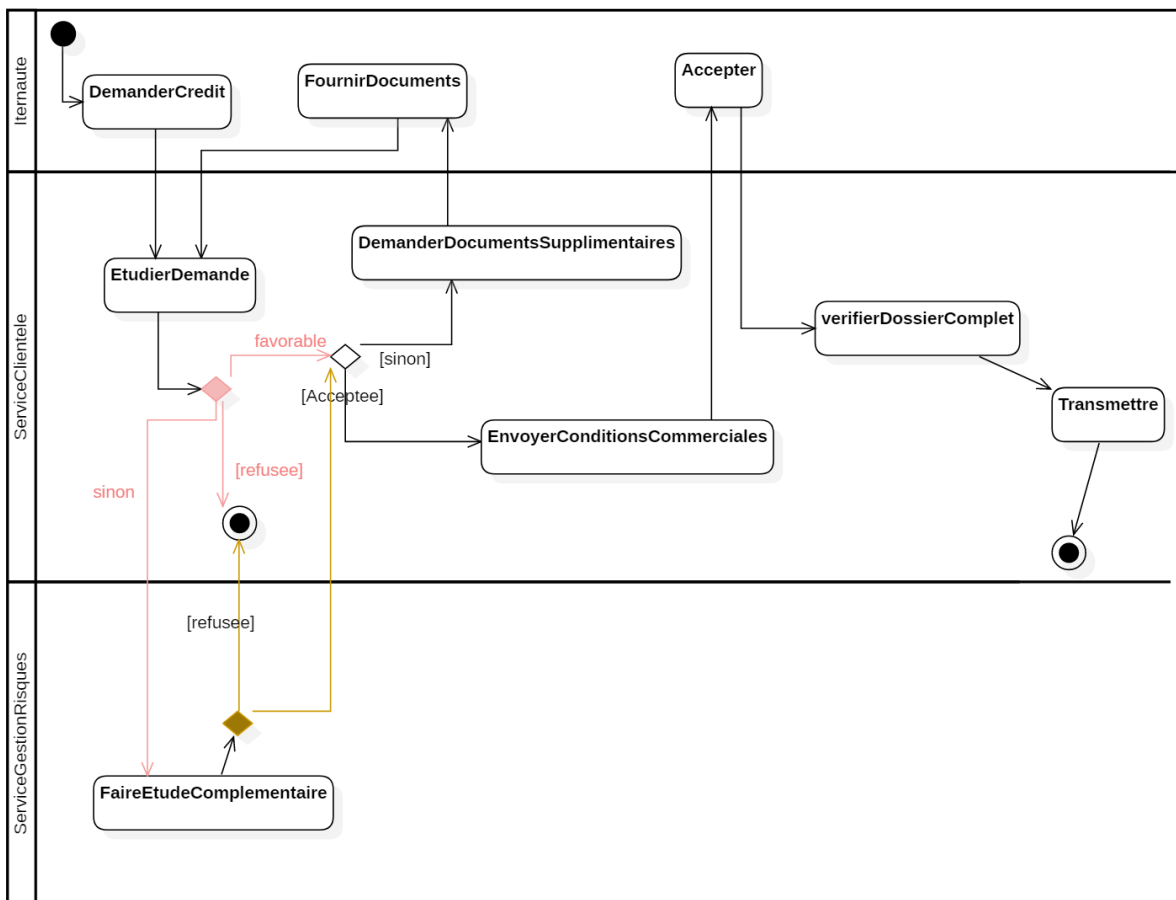 Iternaute
DemanderCredit
FournirDocuments
Accepter
ServiceClientele
DemanderDocumentsSupplimentaires
EtudierDemande
verifierDossierComplet
favorable
[sinon]
[Acceptee]
Transmettre
EnvoyerConditionsCommerciales
[refusee]
sinon
ServiceGestionRisques
[refusee]
FaireEtudeComplementaire